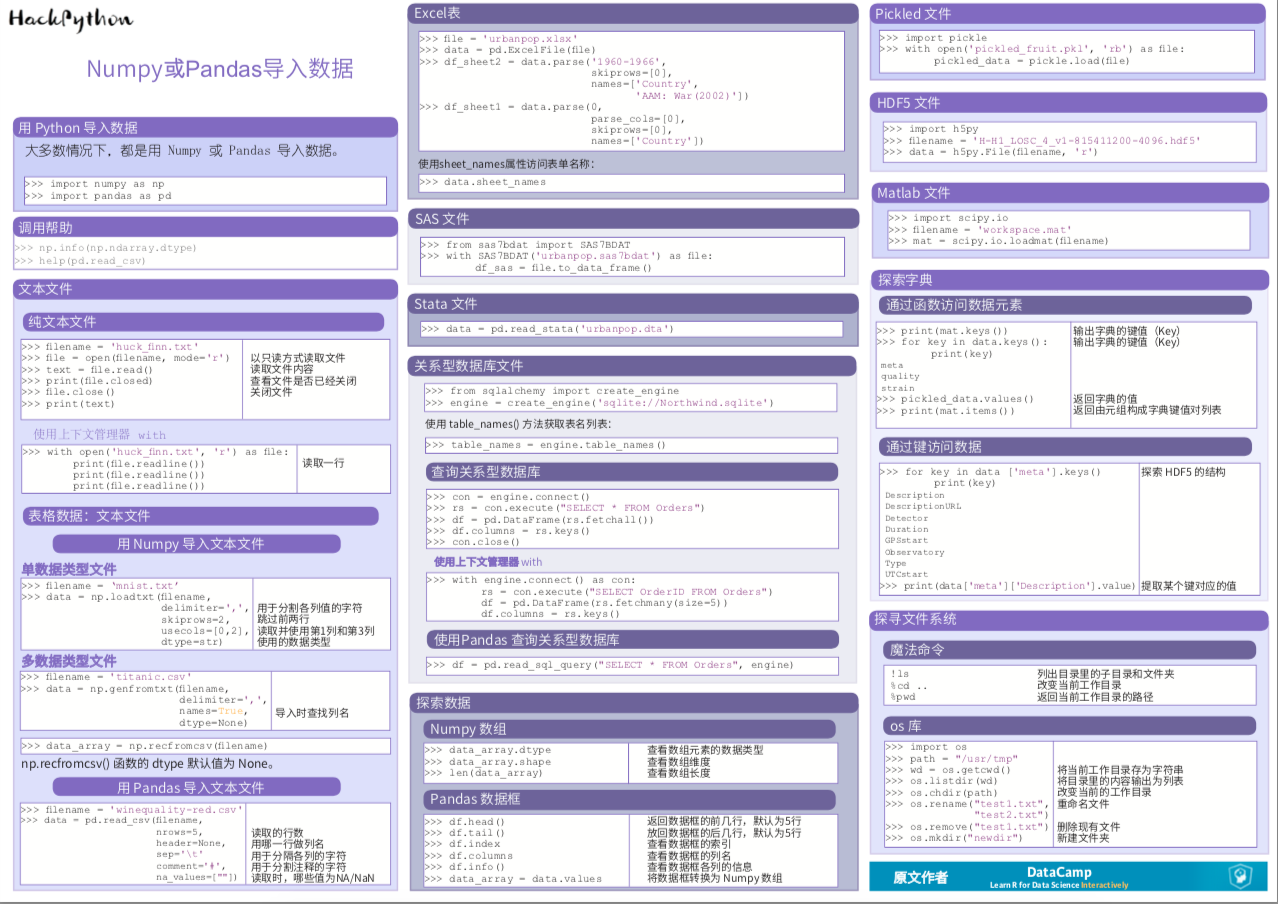 HackPython
Numpy或Pandas导入数据
用 Python 导入数据
大多数情况下，都是用 Numpy 或 Pandas 导入数据。
>>> import numpy as np
>>> import pandas as pd
调用帮助
>>> np.info(np.ndarray.dtype)
>>> help(pd.read_csv)
文本文件
纯文本文件
>>> filename = 'huck_finn.txt'
>>> file = open(filename, mode='r') 以只读方式读取文件
>>> text = file.read() 读取文件内容
>>> print(file.closed) 查看文件是否已经关闭
>>> file.close() 关闭文件
>>> print(text)
使用上下文管理器 with
>>> with open('huck_finn.txt', 'r') as file:
print(file.readline()) 读取一行
print(file.readline())
print(file.readline())
表格数据：文本文件
用 Numpy 导入文本文件
单数据类型文件
>>> filename = 'mnist.txt'
>>> data = np.loadtxt(filename,
delimiter=',', 用于分割各列值的字符
skiprows=2, 跳过前两行
usecols=[0,2], 读取并使用第1列和第3列
dtype=str) 使用的数据类型
多数据类型文件
>>> filename = 'titanic.csv'
>>> data = np.genfromtxt(filename,
delimiter=',',
names=True, 导入时查找列名
dtype=None)
>>> data_array = np.recfromcsv(filename)
np.recfromcsv() 函数的 dtype 默认值为 None。
用 Pandas 导入文本文件
>>> filename = 'winequality-red.csv'
>>> data = pd.read_csv(filename,
nrows=5, 读取的行数
header=None, 用哪一行做列名
sep='\t' 用于分隔各列的字符
comment='#', 用于分割注释的字符
na_values=[""]) 读取时，哪些值为NA/NaN
Excel表
>>> file = 'urbanpop.xlsx'
>>> data = pd.ExcelFile(file)
>>> df_sheet2 = data.parse('1960-1966',
skiprows=[0],
names=['Country',
'AAM: War(2002)'])
>>> df_sheet1 = data.parse(0,
parse_cols=[0],
skiprows=[0],
names=['Country'])
使用sheet_names属性访问表单名称：
>>> data.sheet_names
SAS 文件
>>> from sas7bdat import SAS7BDAT
>>> with SAS7BDAT('urbanpop.sas7bdat') as file:
df_sas = file.to_data_frame()
Stata 文件
>>> data = pd.read_stata('urbanpop.dta')
关系型数据库文件
>>> from sqlalchemy import create_engine
>>> engine = create_engine('sqlite://Northwind.sqlite')
使用 table_names() 方法获取表名列表：
>>> table_names = engine.table_names()
查询关系型数据库
>>> con = engine.connect()
>>> rs = con.execute("SELECT * FROM Orders")
>>> df = pd.DataFrame(rs.fetchall())
>>> df.columns = rs.keys()
>>> con.close()
使用上下文管理器 with
>>> with engine.connect() as con:
rs = con.execute("SELECT OrderID FROM Orders")
df = pd.DataFrame(rs.fetchmany(size=5))
df.columns = rs.keys()
使用Pandas 查询关系型数据库
>>> df = pd.read_sql_query("SELECT * FROM Orders", engine)
探索数据
Numpy 数组
>>> data_array.dtype 查看数组元素的数据类型
>>> data_array.shape 查看数组维度
>>> len(data_array) 查看数组长度
Pandas 数据框
>>> df.head() 返回数据框的前几行，默认为5行
>>> df.tail() 放回数据框的后几行，默认为5行
>>> df.index 查看数据框的索引
>>> df.columns 查看数据框的列名
>>> df.info() 查看数据框各列的信息
>>> data_array = data.values 将数据框转换为 Numpy 数组
Pickled 文件
>>> import pickle
>>> with open('pickled_fruit.pkl', 'rb') as file:
pickled_data = pickle.load(file)
HDF5 文件
>>> import h5py
>>> filename = 'H-H1_LOSC_4_v1-815411200-4096.hdf5'
>>> data = h5py.File(filename, 'r')
Matlab 文件
>>> import scipy.io
>>> filename = 'workspace.mat'
>>> mat = scipy.io.loadmat(filename)
探索字典
通过函数访问数据元素
>>> print(mat.keys()) 输出字典的键值（Key）
>>> for key in data.keys(): 输出字典的键值（Key）
print(key)
meta
quality
strain
>>> pickled_data.values() 返回字典的值
>>> print(mat.items()) 返回由元组构成字典键值对列表
通过键访问数据
>>> for key in data ['meta'].keys() 探索 HDF5 的结构
print(key)
Description
DescriptionURL
Detector
Duration
GPSstart
Observatory
Type
UTCstart
>>> print(data['meta']['Description'].value) 提取某个键对应的值
探寻文件系统
魔法命令
!ls 列出目录里的子目录和文件夹
%cd .. 改变当前工作目录
%pwd 返回当前工作目录的路径
os 库
>>> import os
>>> path = "/usr/tmp"
>>> wd = os.getcwd() 将当前工作目录存为字符串
>>> os.listdir(wd) 将目录里的内容输出为列表
>>> os.chdir(path) 改变当前的工作目录
>>> os.rename("test1.txt", 重命名文件
"test2.txt")
>>> os.remove("test1.txt") 删除现有文件
>>> os.mkdir("newdir") 新建文件夹
原文作者
DataCamp
Learn R for Data Science Interactively